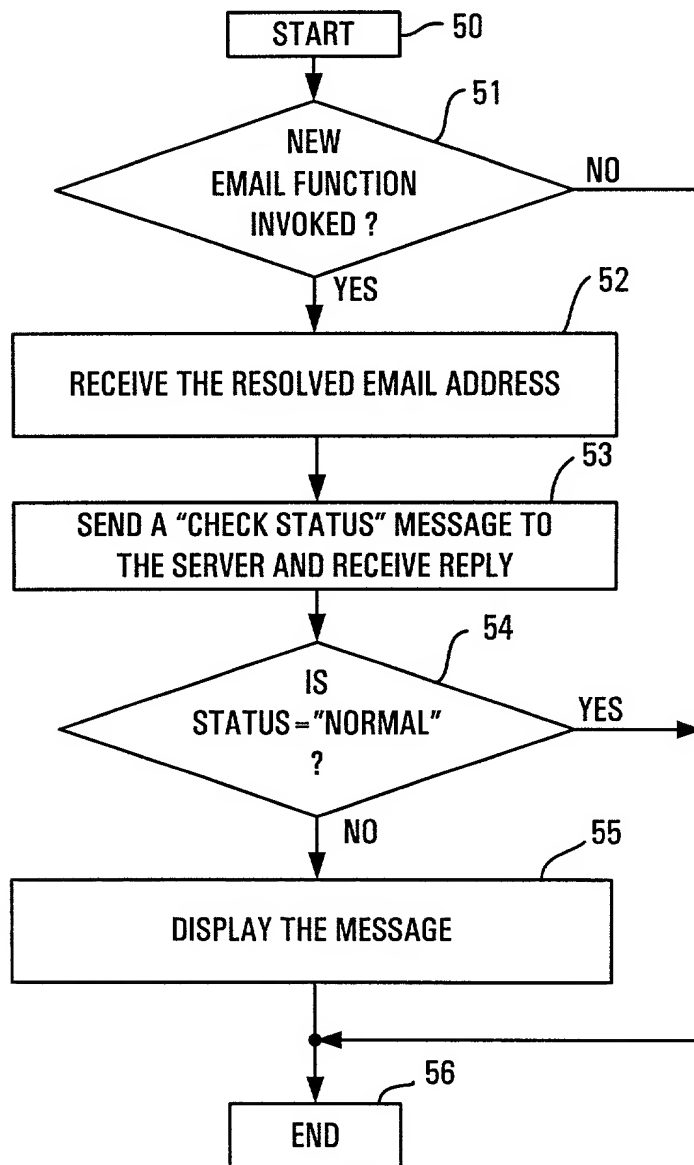 START
50
51
NEW
EMAIL FUNCTION
INVOKED ?
NO
YES
52
RECEIVE THE RESOLVED EMAIL ADDRESS
53
SEND A "CHECK STATUS" MESSAGE TO
THE SERVER AND RECEIVE REPLY
54
IS
STATUS="NORMAL"
?
YES
NO
55
DISPLAY THE MESSAGE
56
END